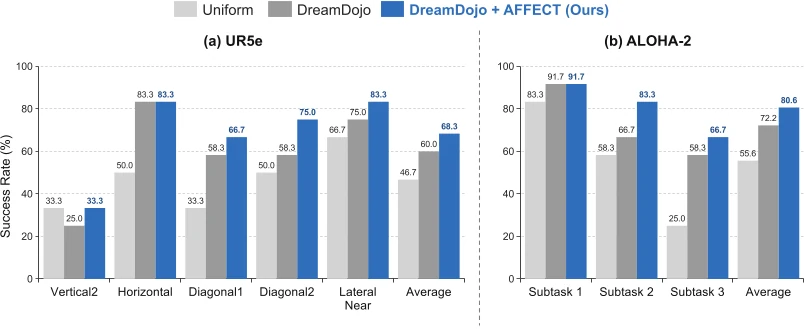 Uniform DreamDojo DreamDojo + AFFECT (Ours)
(a) UR5e
Success Rate (%)
100
80
60
40
20
0
33.3 25.0 33.3
50.0 83.3 83.3
33.3 58.3 66.7
50.0 58.3 75.0
66.7 75.0 83.3
46.7 60.0 68.3
Vertical2 Horizontal Diagonal1 Diagonal2 Lateral Near Average
(b) ALOHA-2
100
80
60
40
20
0
83.3 91.7 91.7
58.3 66.7 83.3
25.0 58.3 66.7
55.6 72.2 80.6
Subtask 1 Subtask 2 Subtask 3 Average